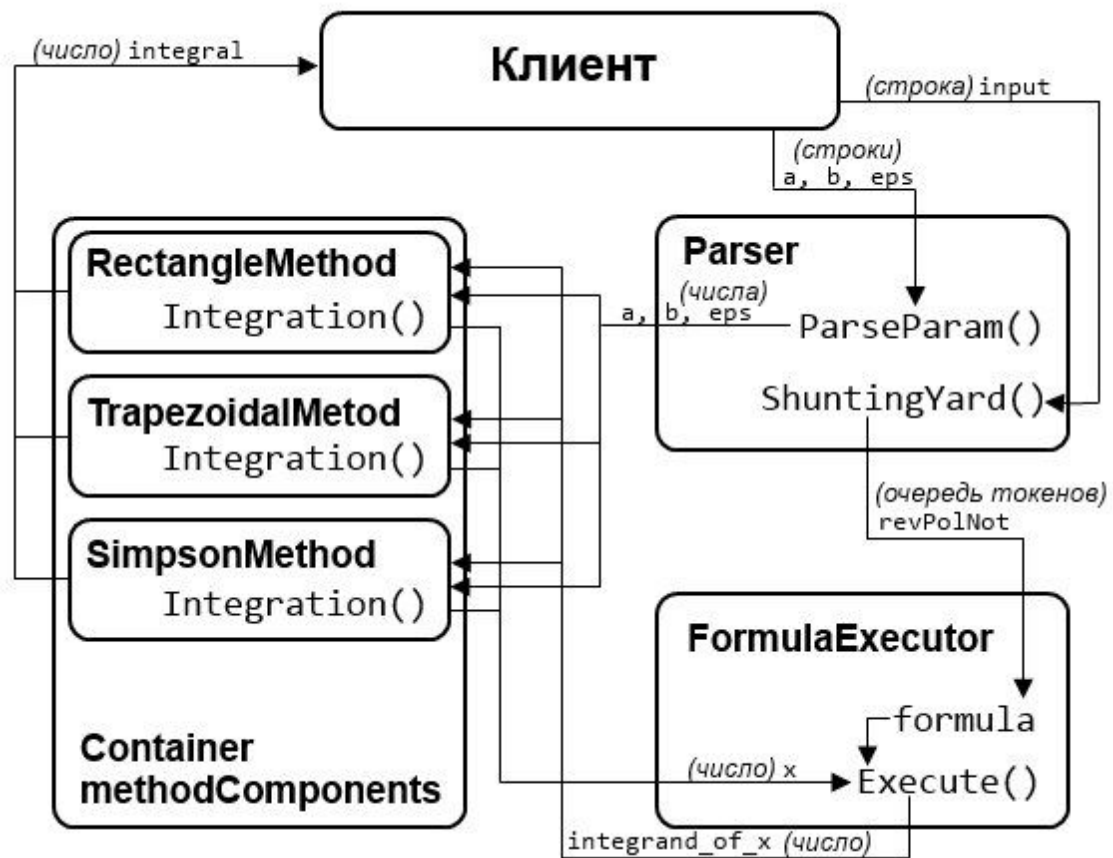 (число) integral
Клиент
(строка) input
(строки)
a, b, eps
RectangleMethod
Integration()
TrapezoidalMetod
Integration()
SimpsonMethod
Integration()
Container
methodComponents
Parser
(числа)
a, b, eps
ParseParam()
ShuntingYard()
(очередь токенов)
revPolNot
FormulaExecutor
formula
(число) x
Execute()
integrand_of_x (число)